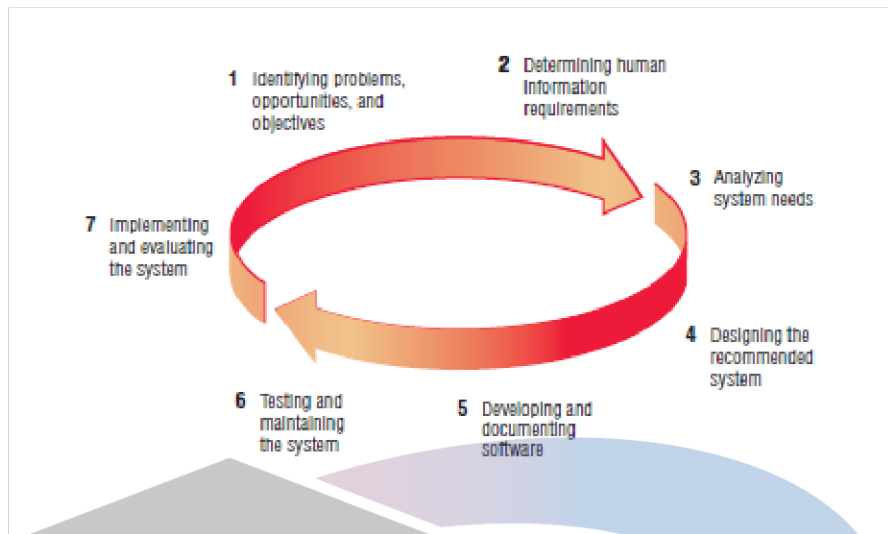 1 Identifying problems,
opportunities, and
objectives
2 Determining human
information
requirements
3 Analyzing
system needs
4 Designing the
recommended
system
5 Developing and
documenting
software
6 Testing and
maintaining
the system
7 Implementing
and evaluating
the system